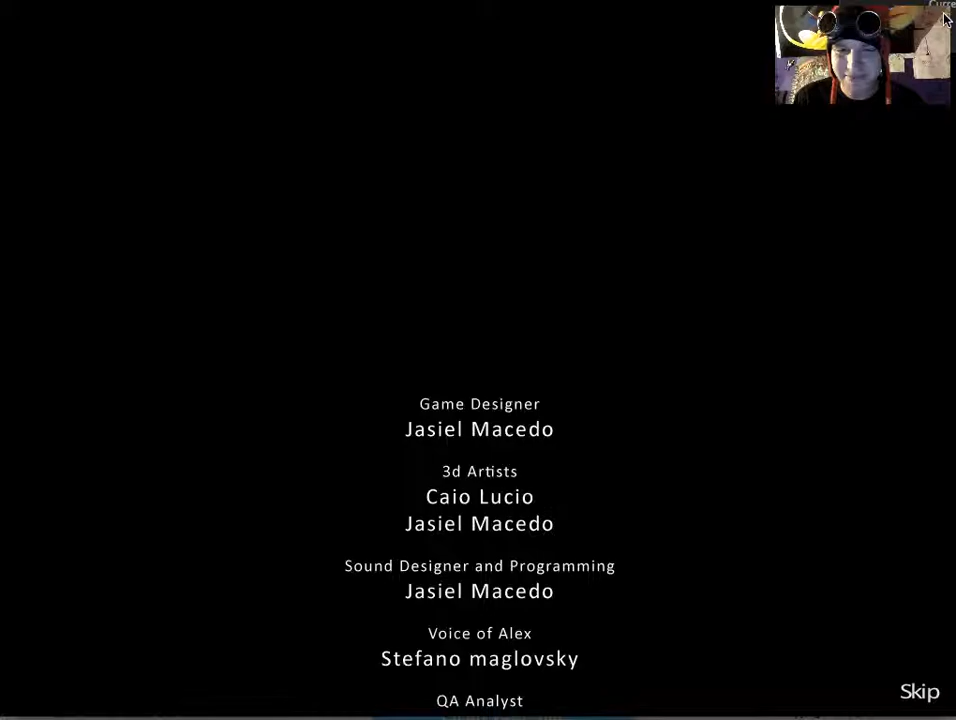 Curre
Game Designer
Jasiel Macedo
3d Artists
Caio Lucio
Jasiel Macedo
Sound Designer and Programming
Jasiel Macedo
Voice of Alex
Stefano maglovsky
QA Analyst
Skip